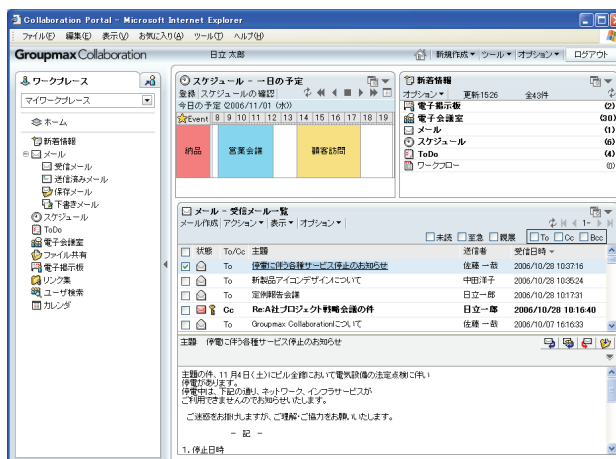 Collaboration Portal - Microsoft Internet Explorer
ファイル(F) 編集(E) 表示(V) お気に入り(A) ツール(T) ヘルプ(H)
Groupmax Collaboration 日立 太郎 新規作成 ツール オプション ログアウト
ワークプレース
マイワークプレース
ホーム
新着情報
メール
受信メール
送信済みメール
保存メール
下書きメール
スケジュール
ToDo
電子会議室
ファイル共有
電子掲示板
リンク集
ユーザ検索
カレンダ
スケジュール - 一日の予定
登録 スケジュールの確認
今日の予定 (2006/11/01 (水))
Event 8 9 10 11 12 13 14 15 16 17 18 19
納品 営業会議 顧客訪問
新着情報
オプション 更新1526 全43件
電子掲示板 (2)
電子会議室 (30)
メール (1)
スケジュール (6)
ToDo (4)
ワークフロー (0)
メール - 受信メール一覧
メール作成 アクション 表示 オプション 1-
未読 至急 親展 To Cc Bcc
状態 To/Cc 主題 送信者 受信日時
To 停電に伴う各種サービス停止のお知らせ 佐藤 一哉 2006/10/28 10:37:16
To 新製品アイコンデザインについて 中田洋子 2006/10/28 10:35:24
To 定例報告会議 日立一郎 2006/10/28 10:17:31
Cc Re:A社プロジェクト戦略会議の件 日立一郎 2006/10/28 10:16:40
To Groupmax Collaborationについて 佐藤 一哉 2006/10/07 16:16:33
主題 停電に伴う各種サービス停止のお知らせ
主題の件、11月4日(土)にビル全館において電気設備の法定点検に伴い
停電があります。
停電中は、下記の通り、ネットワーク、インフラサービスが
ご利用できませんのでお知らせいたします。
ご迷惑をお掛けしますが、ご理解・ご協力をお願いいたします。
- 記 -
1. 停止日時